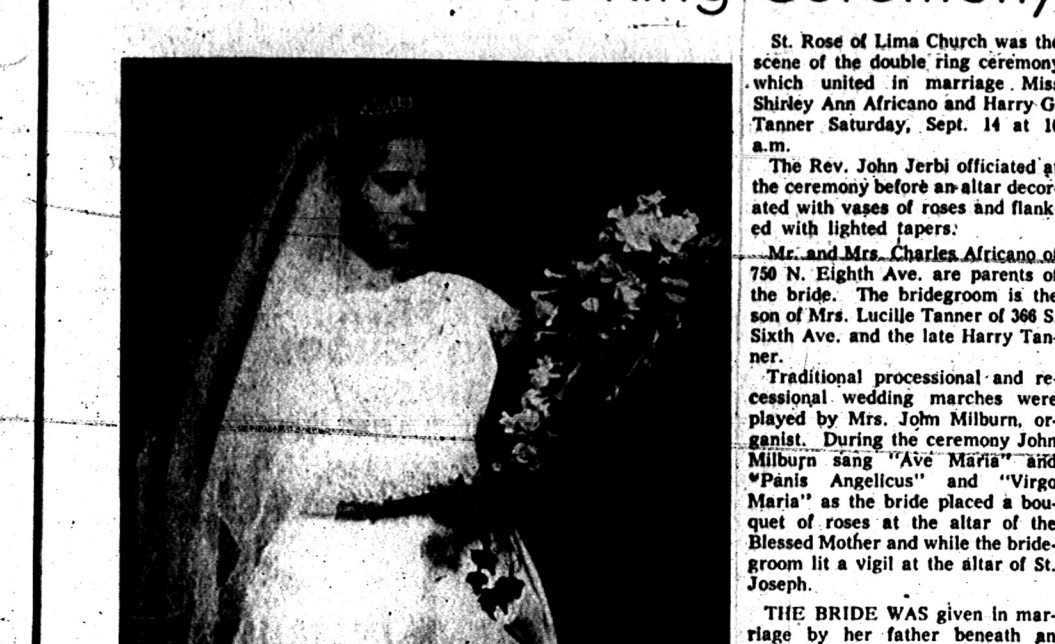 Ceremony
St. Rose of Lima Church was the
scene of the double ring ceremony
which united in marriage Miss
Shirley Ann Africano and Harry G.
Tanner Saturday, Sept. 14 at 10
a.m.
The Rev. John Jerbi officiated at
the ceremony before an altar decor-
ated with vases of roses and flank-
ed with lighted tapers.
Mr. and Mrs. Charles Africano of
750 N. Eighth Ave. are parents of
the bride. The bridegroom is the
son of Mrs. Lucille Tanner of 366 S.
Sixth Ave. and the late Harry Tan-
ner.
Traditional processional and re-
cessional wedding marches were
played by Mrs. John Milburn, or-
ganist. During the ceremony John
Milburn sang "Ave Maria" and
"Panis Angelicus" and "Virgo
Maria" as the bride placed a bou-
quet of roses at the altar of the
Blessed Mother and while the bride-
groom lit a vigil at the altar of St.
Joseph.
THE BRIDE WAS given in mar-
riage by her father beneath an